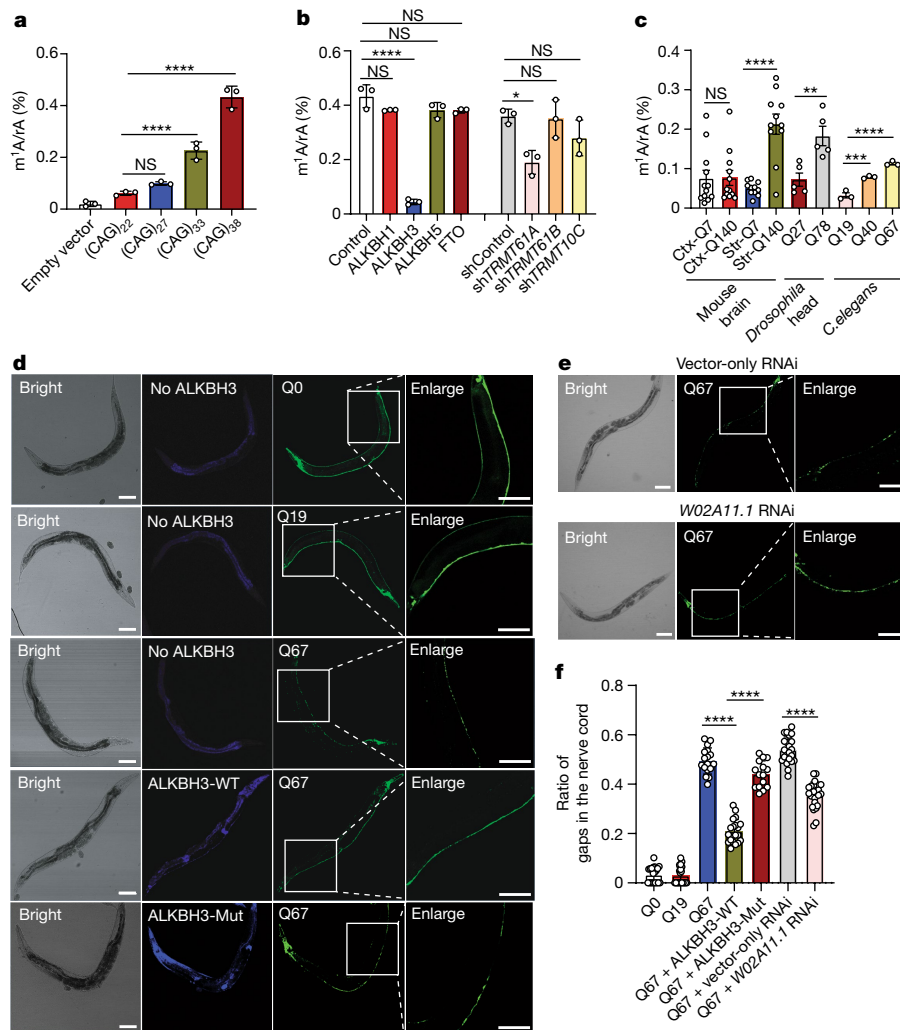 a
m¹A/rA (%)
0.6
0.4
0.2
0
****
****
NS
Empty vector
(CAG)₂₂
(CAG)₂₇
(CAG)₃₃
(CAG)₃₈
b
m¹A/rA (%)
0.6
0.4
0.2
0
NS
NS
****
NS
NS
NS
*
Control
ALKBH1
ALKBH3
ALKBH5
FTO
shControl
shTRMT61A
shTRMT61B
shTRMT10C
c
m¹A/rA (%)
0.4
0.3
0.2
0.1
0
NS
****
**
****
***
Ctx-Q7
Ctx-Q140
Str-Q7
Str-Q140
Q27
Q78
Q19
Q40
Q67
Mouse
brain
Drosophila
head
C.elegans
d
Bright
No ALKBH3
Q0
Enlarge
Bright
No ALKBH3
Q19
Enlarge
Bright
No ALKBH3
Q67
Enlarge
Bright
ALKBH3-WT
Q67
Enlarge
Bright
ALKBH3-Mut
Q67
Enlarge
e
Vector-only RNAi
Bright
Q67
Enlarge
W02A11.1 RNAi
Bright
Q67
Enlarge
f
Ratio of
gaps in the nerve cord
0.8
0.6
0.4
0.2
0
****
****
****
Q0
Q19
Q67
Q67 + ALKBH3-WT
Q67 + ALKBH3-Mut
Q67 + vector-only RNAi
Q67 + W02A11.1 RNAi